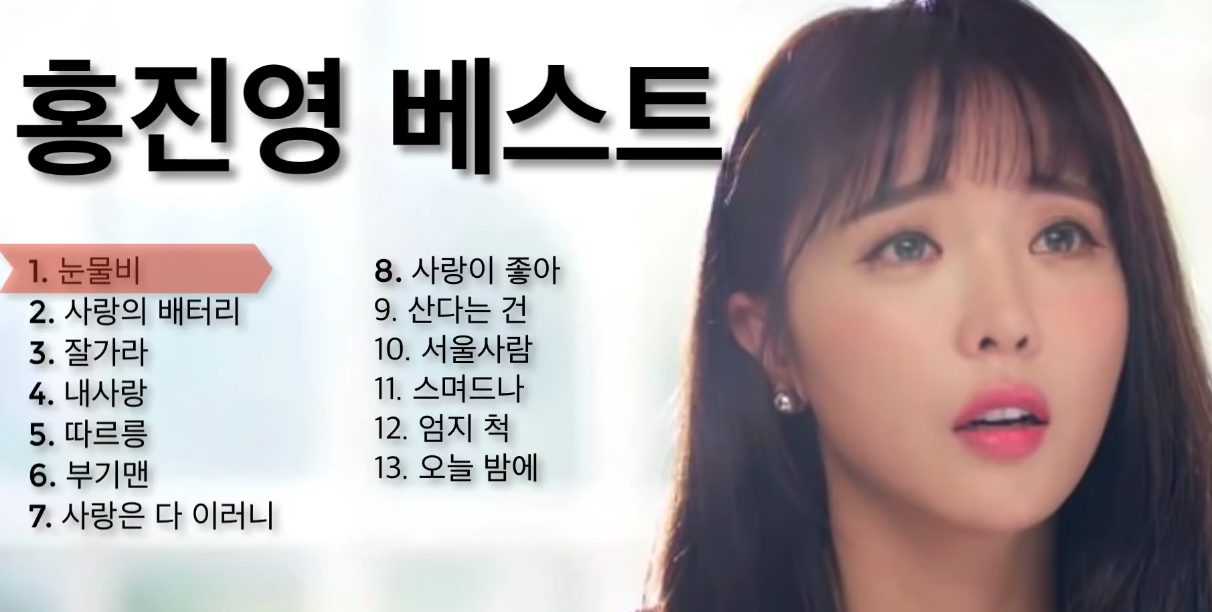 홍진영 베스트
1. 눈물비
2. 사랑의 배터리
3. 잘가라
4. 내사랑
5. 따르릉
6. 부기맨
7. 사랑은 다 이러니
8. 사랑이 좋아
9. 산다는 건
10. 서울사람
11. 스며드나
12. 엄지 척
13. 오늘 밤에